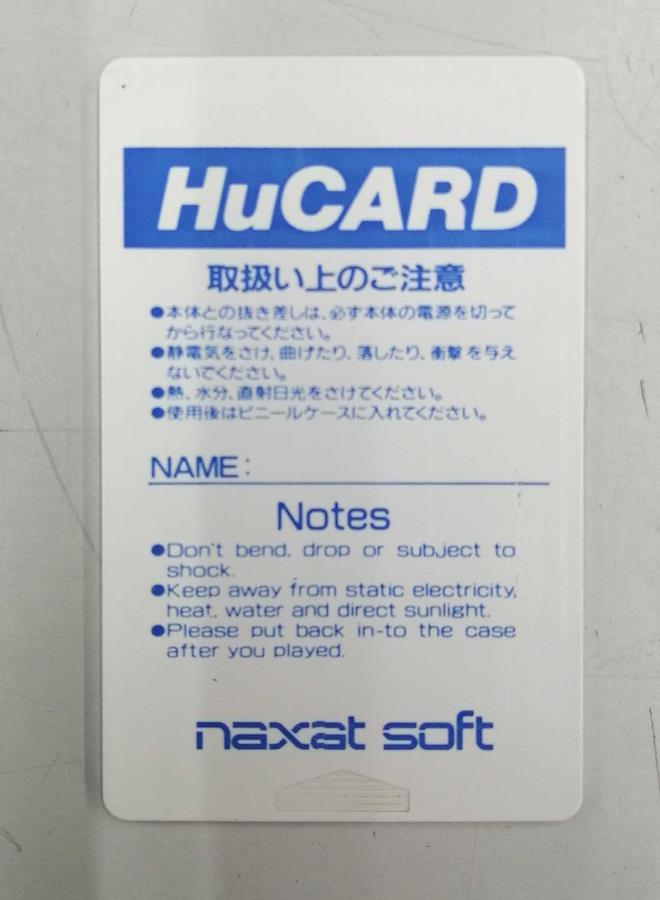 HuCARD
取扱い上のご注意
●本体との抜き差しは、必ず本体の電源を切って
から行なってください。
●静電気をさけ、曲げたり、落したり、衝撃を与え
ないでください。
●熱、水分、直射日光をさけてください。
●使用後はビニールケースに入れてください。
NAME:
Notes
●Don't bend, drop or subject to
shock.
●Keep away from static electricity,
heat, water and direct sunlight.
●Please put back in-to the case
after you played.
naxat soft